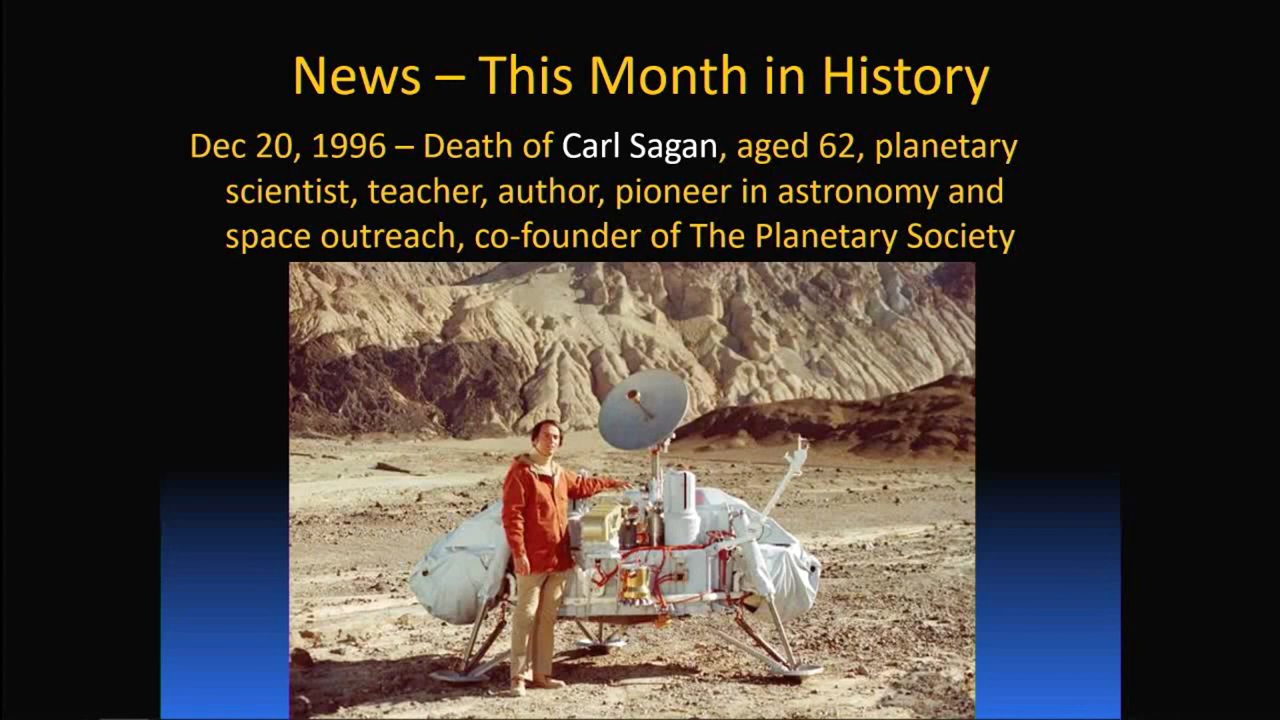 News – This Month in History
Dec 20, 1996 – Death of Carl Sagan, aged 62, planetary
scientist, teacher, author, pioneer in astronomy and
space outreach, co-founder of The Planetary Society